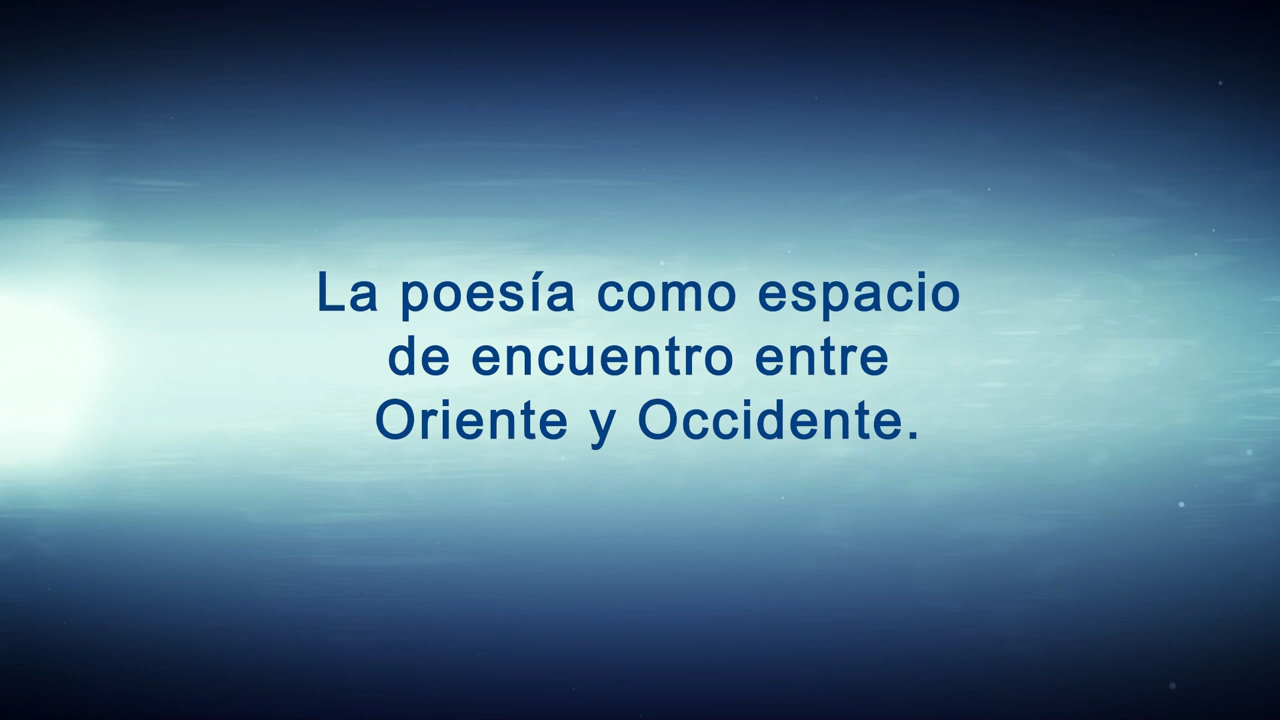 La poesía como espacio
de encuentro entre
Oriente y Occidente.